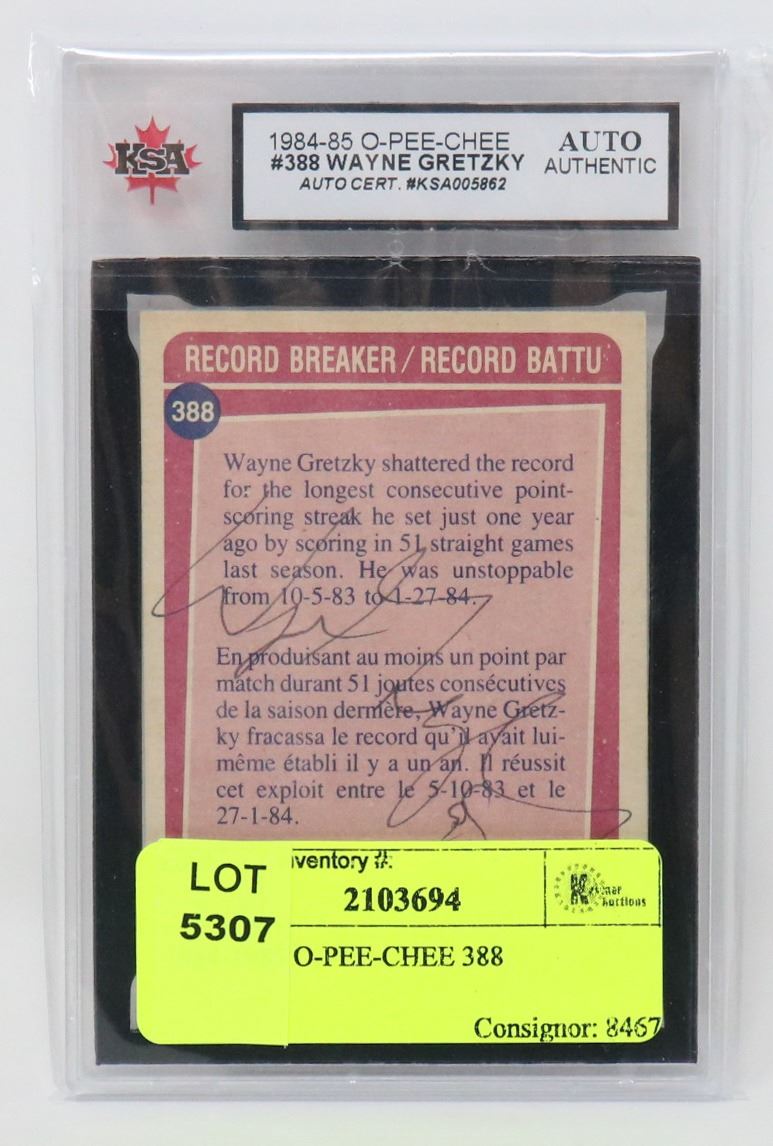 KSA
1984-85 O-PEE-CHEE
#388 WAYNE GRETZKY
AUTO CERT. #KSA005862
AUTO
AUTHENTIC
RECORD BREAKER / RECORD BATTU
388
Wayne Gretzky shattered the record
for the longest consecutive point-
scoring streak he set just one year
ago by scoring in 51 straight games
last season. He was unstoppable
from 10-5-83 to 1-27-84.
En produisant au moins un point par
match durant 51 joutes consécutives
de la saison dernière, Wayne Gretz-
ky fracassa le record qu'il avait lui-
même établi il y a un an. Il réussit
cet exploit entre le 5-10-83 et le
27-1-84.
LOT
5307
ventory #:
2103694
Auctions
O-PEE-CHEE 388
Consignor: 8467